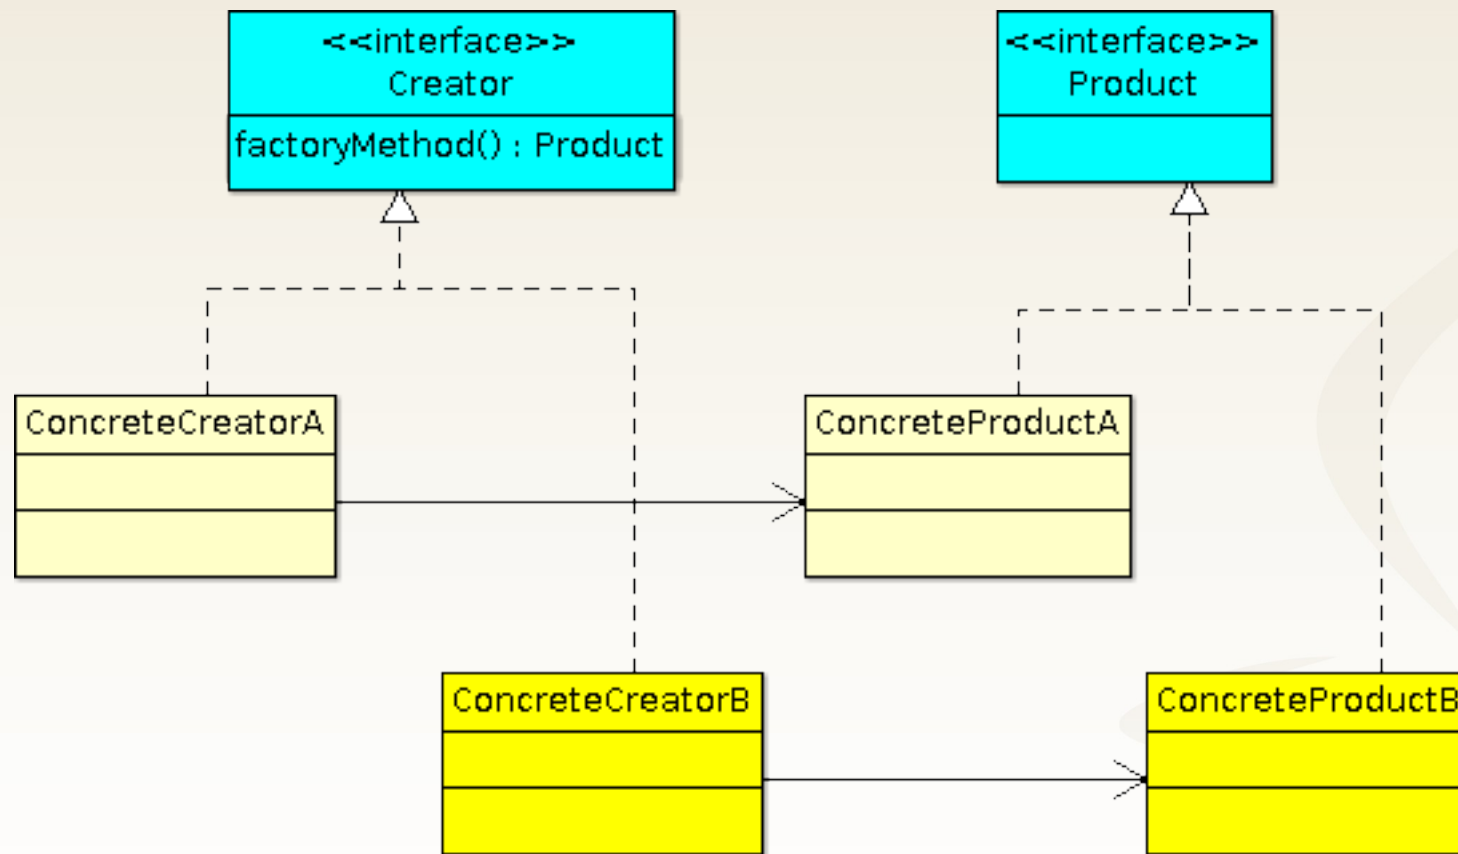 <<interface>>
Creator
factoryMethod() : Product
<<interface>>
Product
ConcreteCreatorA
ConcreteProductA
ConcreteCreatorB
ConcreteProductB